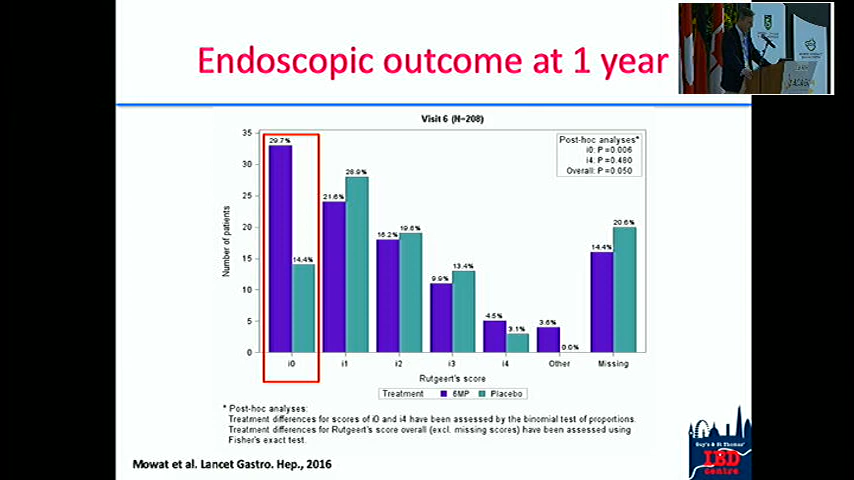 Endoscopic outcome at 1 year
Visit 6 (N=208)
Post-hoc analyses*
i0: P =0.006
i4: P =0.480
Overall: P =0.050
Number of patients
35
30
25
20
15
10
5
0
29.7%
14.4%
21.6%
28.9%
16.2%
19.6%
9.9%
13.4%
4.5%
3.1%
3.6%
0.0%
14.4%
20.6%
i0
i1
i2
i3
i4
Other
Missing
Rutgeert's score
Treatment 6MP Placebo
* Post-hoc analyses:
Treatment differences for scores of i0 and i4 have been assessed by the binomial test of proportions.
Treatment differences for Rutgeert's score overall (excl. missing scores) have been assessed using
Fisher's exact test.
Mowat et al. Lancet Gastro. Hep., 2016
Guy's & St Thomas'
IBD
centre